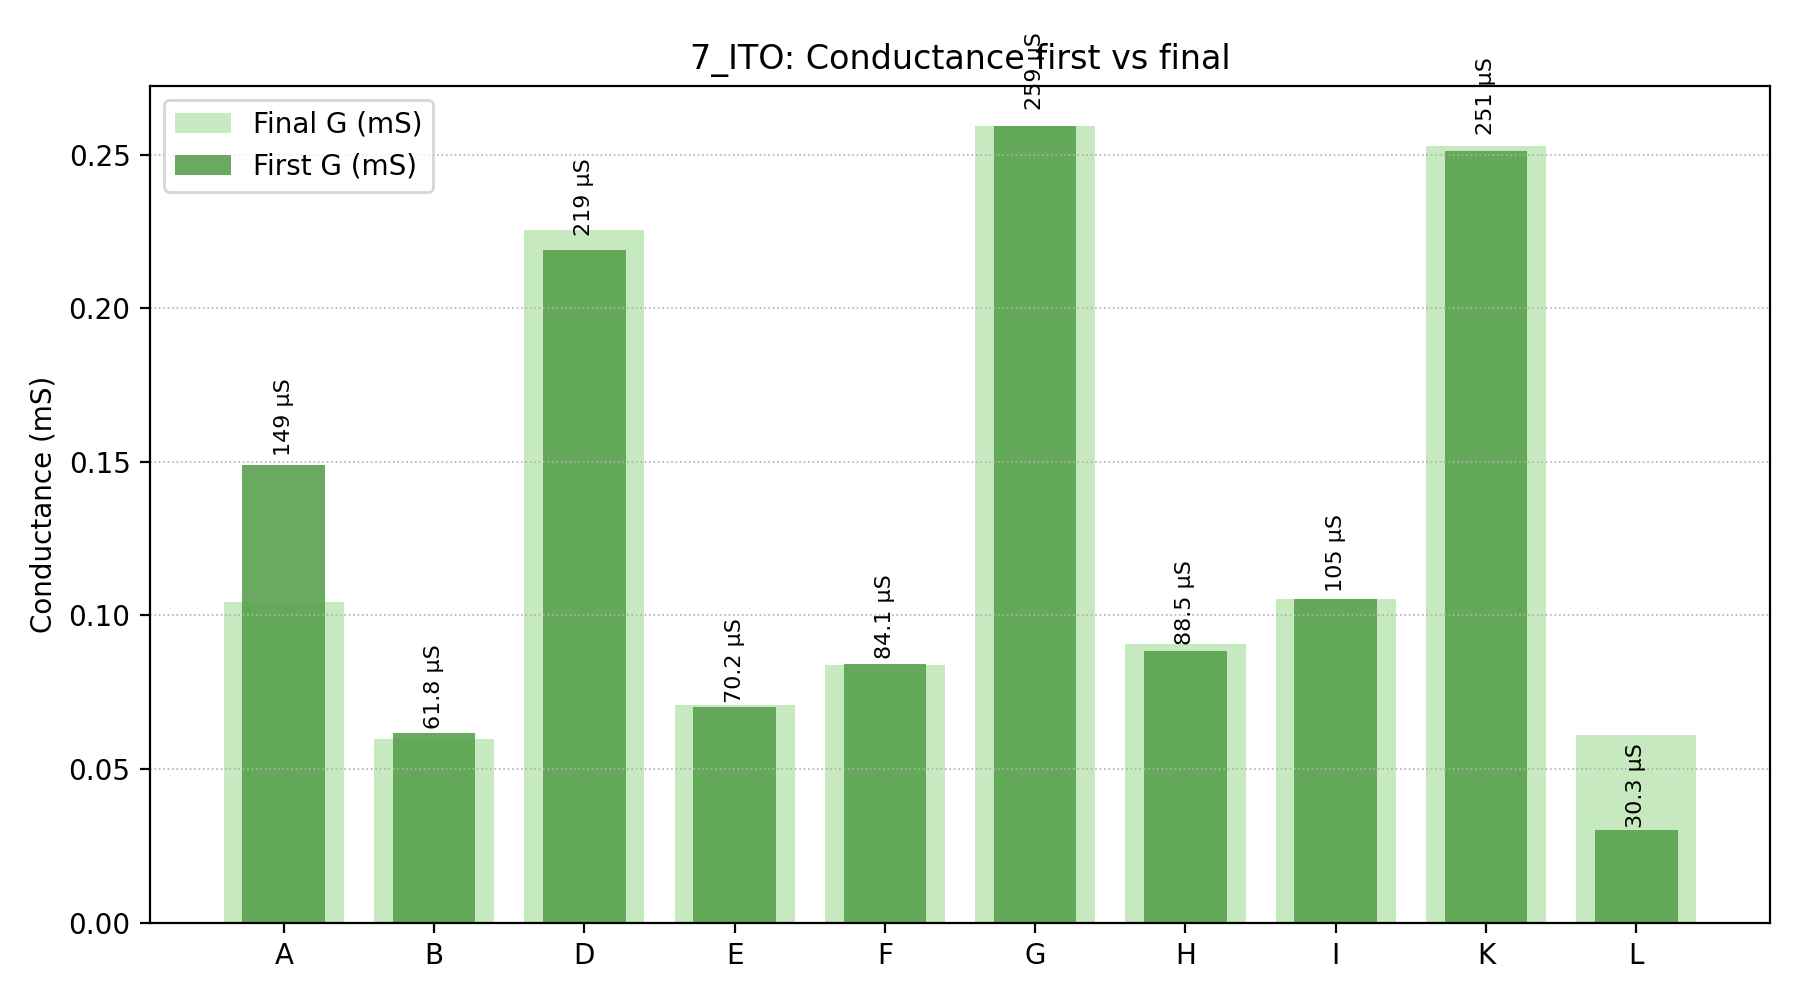 7_ITO: Conductance first vs final
Final G (mS)
First G (mS)
Conductance (mS)
0.25
0.20
0.15
0.10
0.05
0.00
149 µS
61.8 µS
219 µS
70.2 µS
84.1 µS
259 µS
88.5 µS
105 µS
251 µS
30.3 µS
A B D E F G H I K L